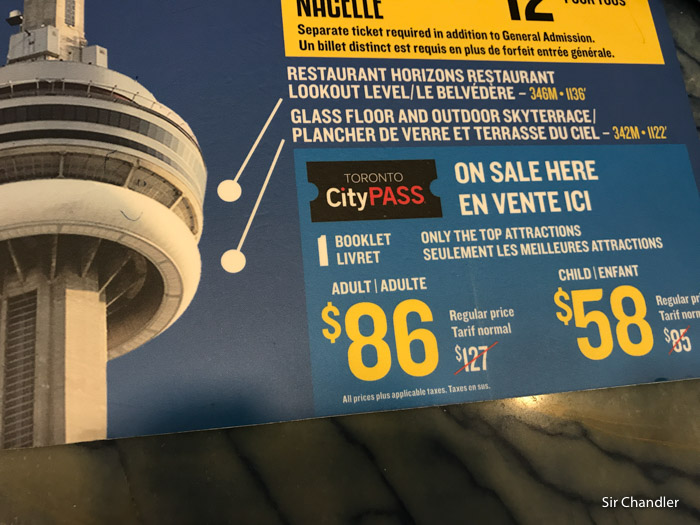 NACELLE
12
POUR TOUS
Separate ticket required in addition to General Admission.
Un billet distinct est requis en plus de forfait entrée générale.
RESTAURANT HORIZONS RESTAURANT
LOOKOUT LEVEL/LE BELVÉDÈRE – 346M • 1136'
GLASS FLOOR AND OUTDOOR SKYTERRACE/
PLANCHER DE VERRE ET TERRASSE DU CIEL – 342M • 1122'
TORONTO
CityPASS
ON SALE HERE
EN VENTE ICI
1 BOOKLET
LIVRET
ONLY THE TOP ATTRACTIONS
SEULEMENT LES MEILLEURES ATTRACTIONS
ADULT | ADULTE
$86
Regular price
Tarif normal
$127
CHILD | ENFANT
$58
Regular pr
Tarif norm
$85
All prices plus applicable taxes. Taxes en sus.
Sir Chandler